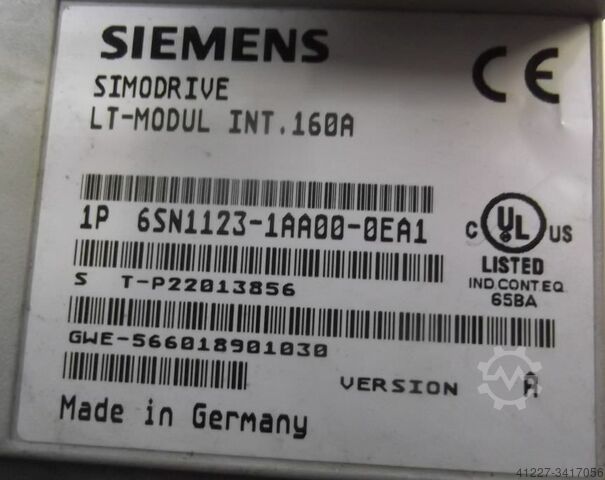 SIEMENS
CE
SIMODRIVE
LT-MODUL INT.160A
1P 6SN1123-1AA00-0EA1
C UL US
LISTED
IND.CONT.EQ.
65BA
S T-P22013856
GWE-566018901030
VERSION A
Made in Germany
41227-3417056